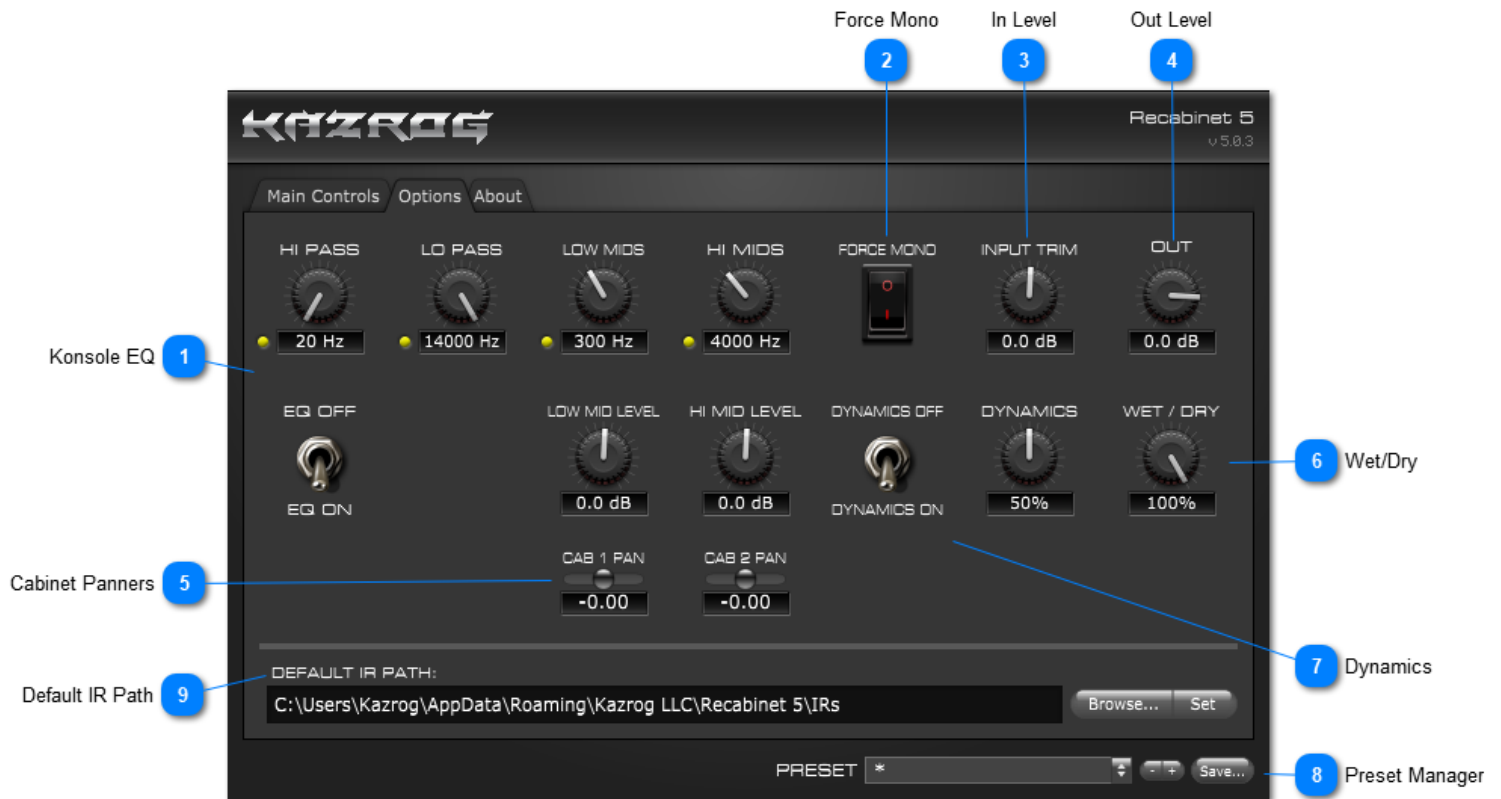 Force Mono In Level Out Level
2 3 4
KAZROG
Recabinet 5
v 5.0.3
Main Controls Options About
HI PASS LO PASS LOW MIDS HI MIDS FORCE MONO INPUT TRIM OUT
O
I
20 Hz 14000 Hz 300 Hz 4000 Hz 0.0 dB 0.0 dB
Konsole EQ 1
EQ OFF LOW MID LEVEL HI MID LEVEL DYNAMICS OFF DYNAMICS WET / DRY
6 Wet/Dry
EQ ON 0.0 dB 0.0 dB DYNAMICS ON 50% 100%
CAB 1 PAN CAB 2 PAN
Cabinet Panners 5
-0.00 -0.00
7 Dynamics
DEFAULT IR PATH:
Default IR Path 9
C:\Users\Kazrog\AppData\Roaming\Kazrog LLC\Recabinet 5\IRs Browse... Set
PRESET * - + Save...
8 Preset Manager